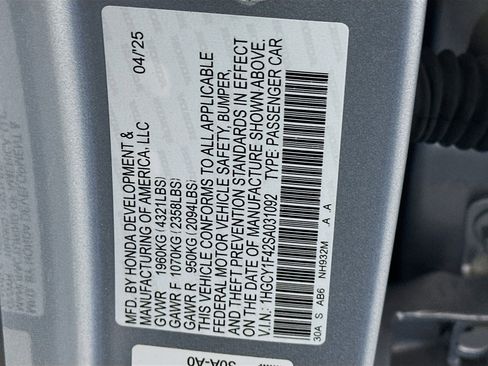 MFD. BY HONDA DEVELOPMENT & 04/25
MANUFACTURING OF AMERICA, LLC
GVWR 1960KG(4321LBS)
GAWR F 1070KG(2358LBS)
GAWR R 950KG(2094LBS)
THIS VEHICLE CONFORMS TO ALL APPLICABLE
FEDERAL MOTOR VEHICLE SAFETY, BUMPER,
AND THEFT PREVENTION STANDARDS IN EFFECT
ON THE DATE OF MANUFACTURE SHOWN ABOVE.
V.I.N.: 1HGCY1F42SA031092 TYPE: PASSENGER CAR
30A S AB6 NH932M A A
30A-A0